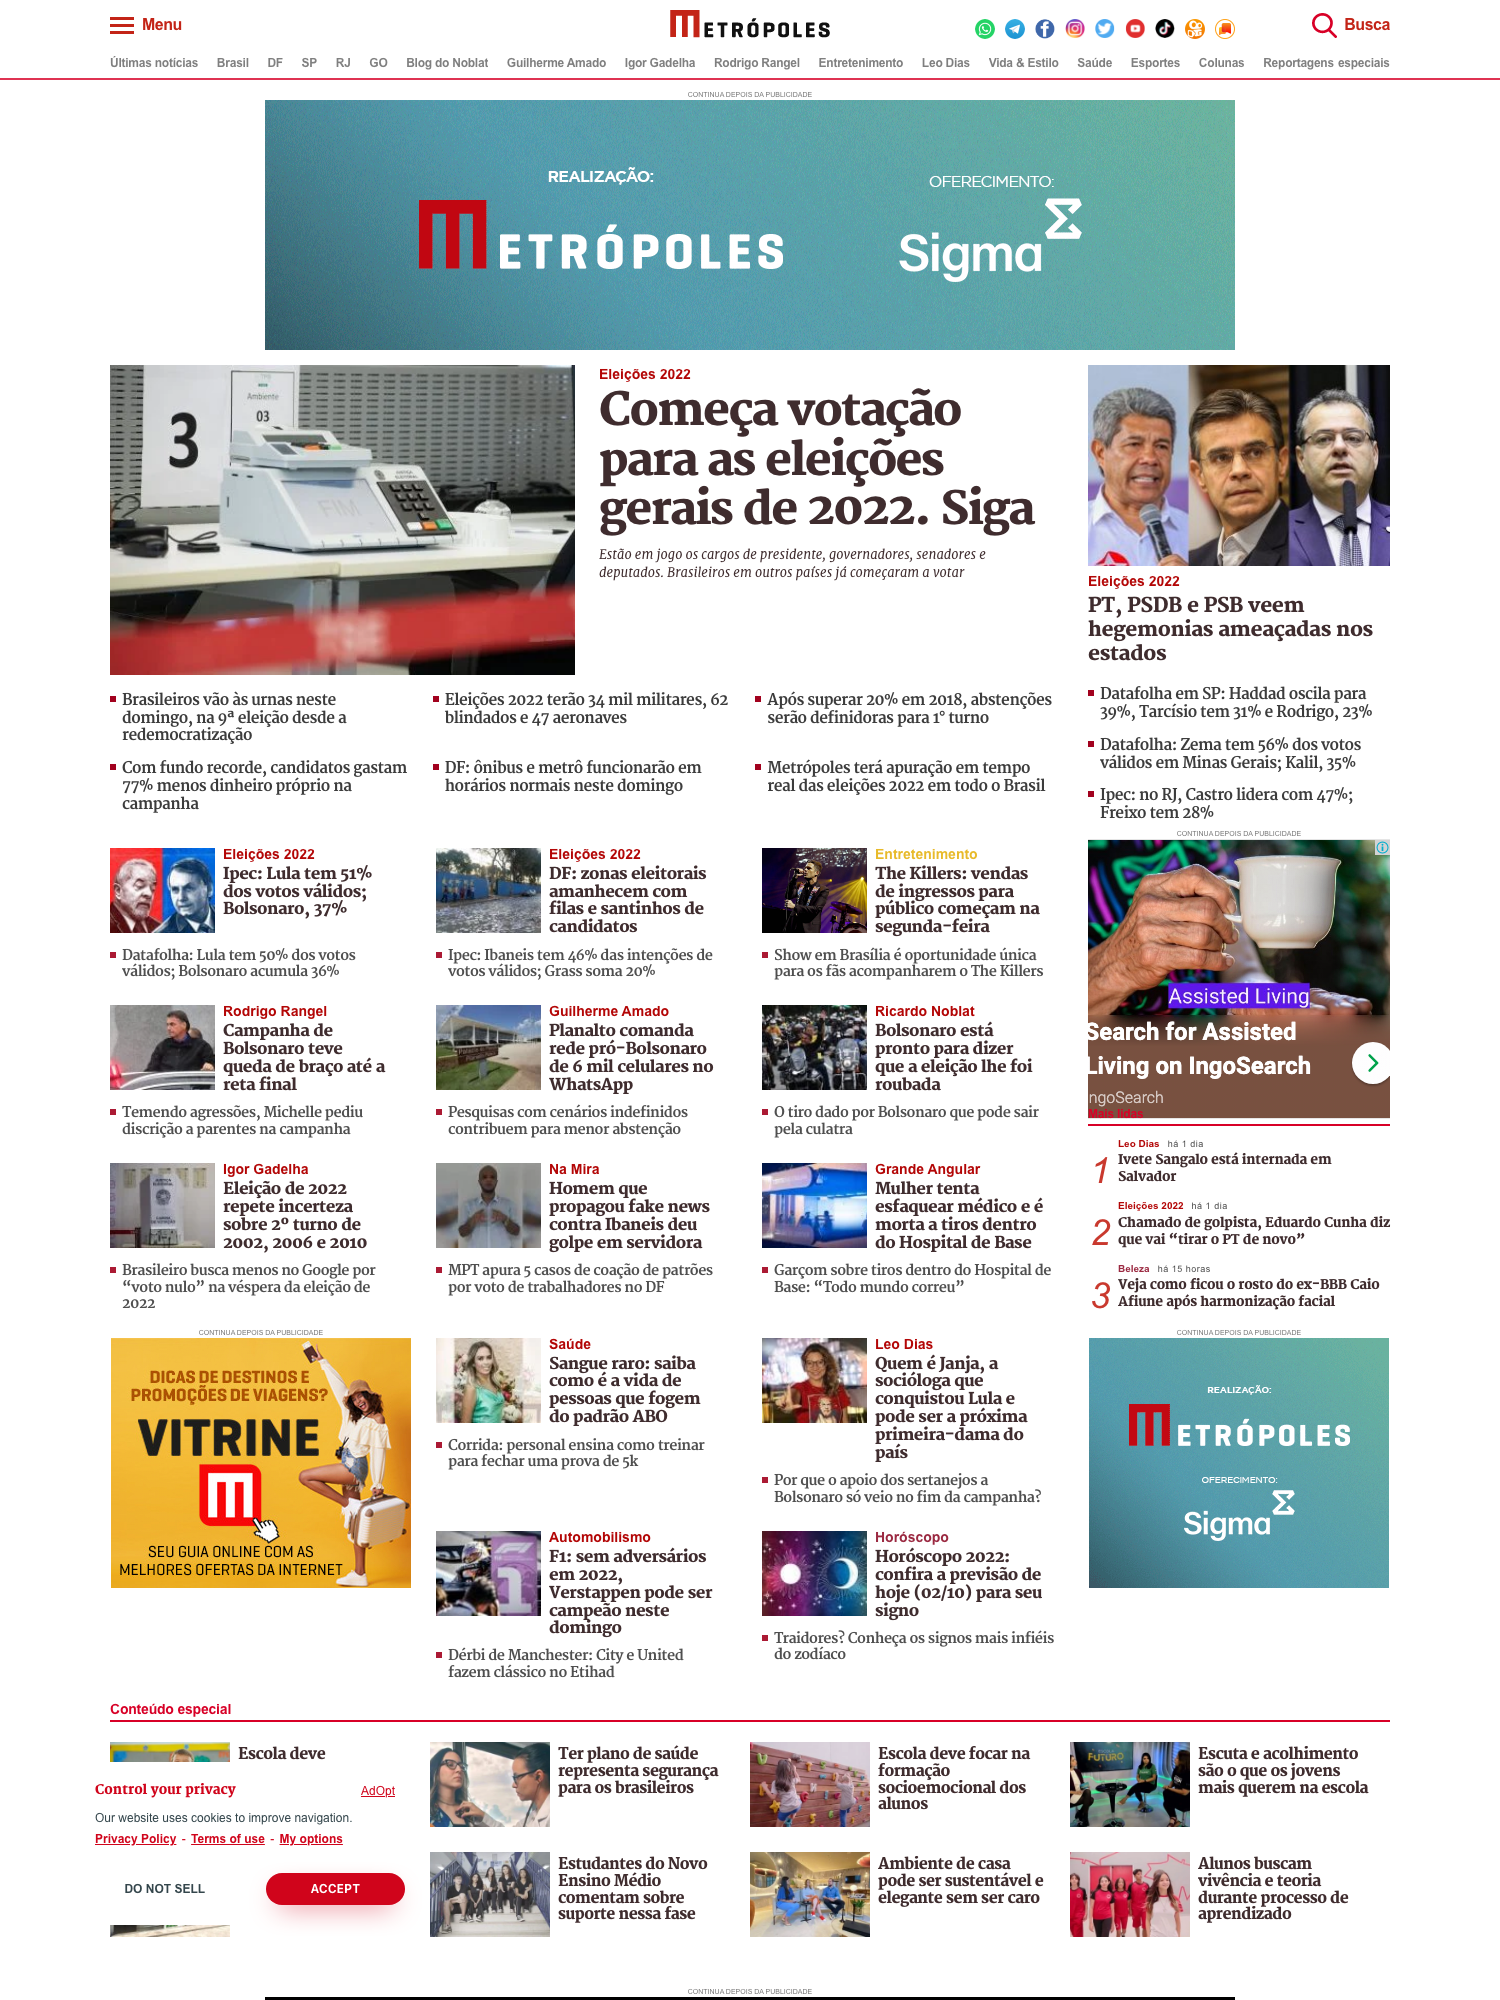 Menu
METRÓPOLES
Busca
Últimas notícias Brasil DF SP RJ GO Blog do Noblat Guilherme Amado Igor Gadelha Rodrigo Rangel Entretenimento Leo Dias Vida & Estilo Saúde Esportes Colunas Reportagens especiais
CONTINUA DEPOIS DA PUBLICIDADE
REALIZAÇÃO:
METRÓPOLES
OFERECIMENTO:
Sigma
3
Ambiente
03
FIM
Eleições 2022
Começa votação
para as eleições
gerais de 2022. Siga
Estão em jogo os cargos de presidente, governadores, senadores e
deputados. Brasileiros em outros países já começaram a votar
Eleições 2022
PT, PSDB e PSB veem
hegemonias ameaçadas nos
estados
Datafolha em SP: Haddad oscila para
39%, Tarcísio tem 31% e Rodrigo, 23%
Datafolha: Zema tem 56% dos votos
válidos em Minas Gerais; Kalil, 35%
Ipec: no RJ, Castro lidera com 47%;
Freixo tem 28%
Brasileiros vão às urnas neste
domingo, na 9ª eleição desde a
redemocratização
Eleições 2022 terão 34 mil militares, 62
blindados e 47 aeronaves
Após superar 20% em 2018, abstenções
serão definidoras para 1° turno
Com fundo recorde, candidatos gastam
77% menos dinheiro próprio na
campanha
DF: ônibus e metrô funcionarão em
horários normais neste domingo
Metrópoles terá apuração em tempo
real das eleições 2022 em todo o Brasil
Eleições 2022
Ipec: Lula tem 51%
dos votos válidos;
Bolsonaro, 37%
Datafolha: Lula tem 50% dos votos
válidos; Bolsonaro acumula 36%
Eleições 2022
DF: zonas eleitorais
amanhecem com
filas e santinhos de
candidatos
Ipec: Ibaneis tem 46% das intenções de
votos válidos; Grass soma 20%
Entretenimento
The Killers: vendas
de ingressos para
público começam na
segunda-feira
Show em Brasília é oportunidade única
para os fãs acompanharem o The Killers
CONTINUA DEPOIS DA PUBLICIDADE
Assisted Living
Search for Assisted
Living on IngoSearch
ngoSearch
Mais lidas
Rodrigo Rangel
Campanha de
Bolsonaro teve
queda de braço até a
reta final
Temendo agressões, Michelle pediu
discrição a parentes na campanha
Guilherme Amado
Planalto comanda
rede pró-Bolsonaro
de 6 mil celulares no
WhatsApp
Pesquisas com cenários indefinidos
contribuem para menor abstenção
Ricardo Noblat
Bolsonaro está
pronto para dizer
que a eleição lhe foi
roubada
O tiro dado por Bolsonaro que pode sair
pela culatra
Leo Dias há 1 dia
1
Ivete Sangalo está internada em
Salvador
Eleições 2022 há 1 dia
2
Chamado de golpista, Eduardo Cunha diz
que vai “tirar o PT de novo”
Beleza há 15 horas
3
Veja como ficou o rosto do ex-BBB Caio
Afiune após harmonização facial
Igor Gadelha
Eleição de 2022
repete incerteza
sobre 2º turno de
2002, 2006 e 2010
Brasileiro busca menos no Google por
“voto nulo” na véspera da eleição de
2022
Na Mira
Homem que
propagou fake news
contra Ibaneis deu
golpe em servidora
MPT apura 5 casos de coação de patrões
por voto de trabalhadores no DF
Grande Angular
Mulher tenta
esfaquear médico e é
morta a tiros dentro
do Hospital de Base
Garçom sobre tiros dentro do Hospital de
Base: “Todo mundo correu”
CONTINUA DEPOIS DA PUBLICIDADE
DICAS DE DESTINOS E
PROMOÇÕES DE VIAGENS?
VITRINE
M
SEU GUIA ONLINE COM AS
MELHORES OFERTAS DA INTERNET
Saúde
Sangue raro: saiba
como é a vida de
pessoas que fogem
do padrão ABO
Corrida: personal ensina como treinar
para fechar uma prova de 5k
Leo Dias
Quem é Janja, a
socióloga que
conquistou Lula e
pode ser a próxima
primeira-dama do
país
Por que o apoio dos sertanejos a
Bolsonaro só veio no fim da campanha?
CONTINUA DEPOIS DA PUBLICIDADE
REALIZAÇÃO:
METRÓPOLES
OFERECIMENTO:
Sigma
Automobilismo
F1: sem adversários
em 2022,
Verstappen pode ser
campeão neste
domingo
Dérbi de Manchester: City e United
fazem clássico no Etihad
Horóscopo
Horóscopo 2022:
confira a previsão de
hoje (02/10) para seu
signo
Traidores? Conheça os signos mais infiéis
do zodíaco
Conteúdo especial
Escola deve
Ter plano de saúde
representa segurança
para os brasileiros
Escola deve focar na
formação
socioemocional dos
alunos
FUTURO
Escuta e acolhimento
são o que os jovens
mais querem na escola
Control your privacy
AdOpt
Our website uses cookies to improve navigation.
Privacy Policy - Terms of use - My options
DO NOT SELL
ACCEPT
Estudantes do Novo
Ensino Médio
comentam sobre
suporte nessa fase
Ambiente de casa
pode ser sustentável e
elegante sem ser caro
Alunos buscam
vivência e teoria
durante processo de
aprendizado
CONTINUA DEPOIS DA PUBLICIDADE